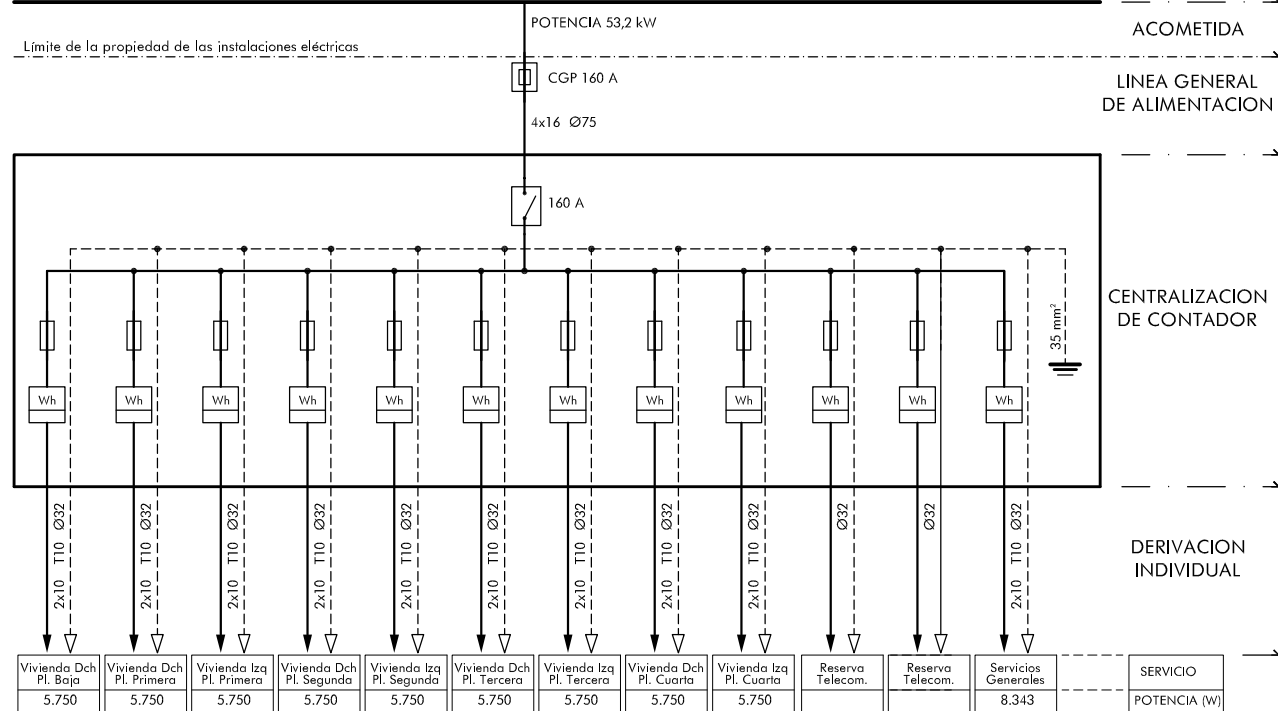 POTENCIA 53,2 kW
ACOMETIDA
Límite de la propiedad de las instalaciones eléctricas
CGP 160 A
LINEA GENERAL
DE ALIMENTACION
4x16 Ø75
160 A
CENTRALIZACION
DE CONTADOR
35 mm²
Wh
Wh
Wh
Wh
Wh
Wh
Wh
Wh
Wh
Wh
Wh
Wh
2x10 T10 Ø32
2x10 T10 Ø32
2x10 T10 Ø32
2x10 T10 Ø32
2x10 T10 Ø32
2x10 T10 Ø32
2x10 T10 Ø32
2x10 T10 Ø32
2x10 T10 Ø32
Ø32
Ø32
2x10 T10 Ø32
DERIVACION
INDIVIDUAL
Vivienda Dch
Pl. Baja
5.750
Vivienda Dch
Pl. Primera
5.750
Vivienda Izq
Pl. Primera
5.750
Vivienda Dch
Pl. Segunda
5.750
Vivienda Izq
Pl. Segunda
5.750
Vivienda Dch
Pl. Tercera
5.750
Vivienda Izq
Pl. Tercera
5.750
Vivienda Dch
Pl. Cuarta
5.750
Vivienda Izq
Pl. Cuarta
5.750
Reserva
Telecom.
Reserva
Telecom.
Servicios
Generales
8.343
SERVICIO
POTENCIA (W)